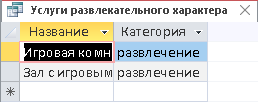 Услуги развлекательного характера
Название Категория
Игровая комн развлечение
Зал с игровым развлечение